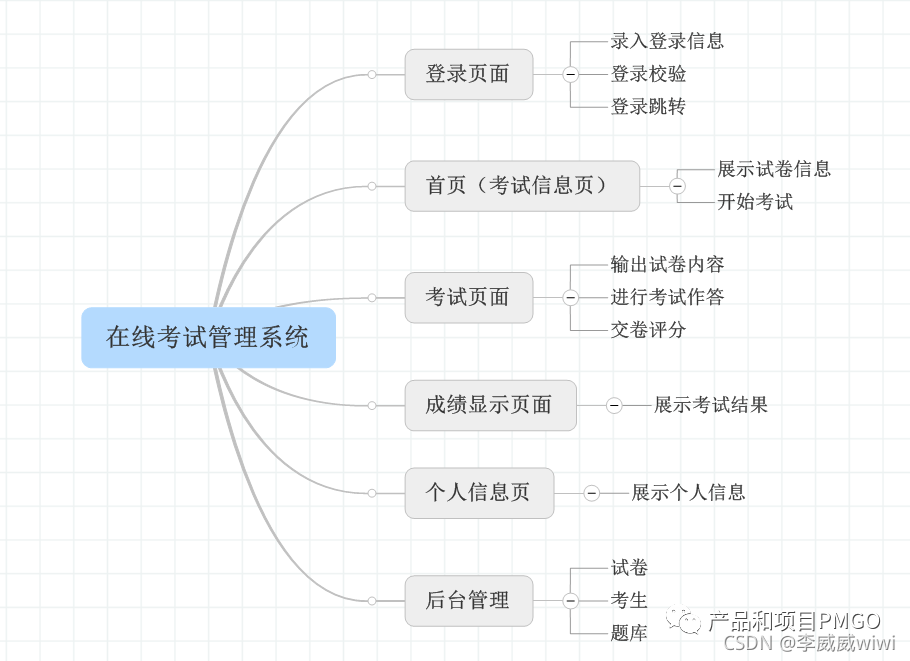 录入登录信息
登录页面
登录校验
登录跳转
展示试卷信息
首页（考试信息页）
开始考试
输出试卷内容
考试页面
进行考试作答
交卷评分
在线考试管理系统
成绩显示页面
展示考试结果
个人信息页
展示个人信息
试卷
后台管理
考生
题库
产品和项目PMGO
CSDN @李威威wiwi